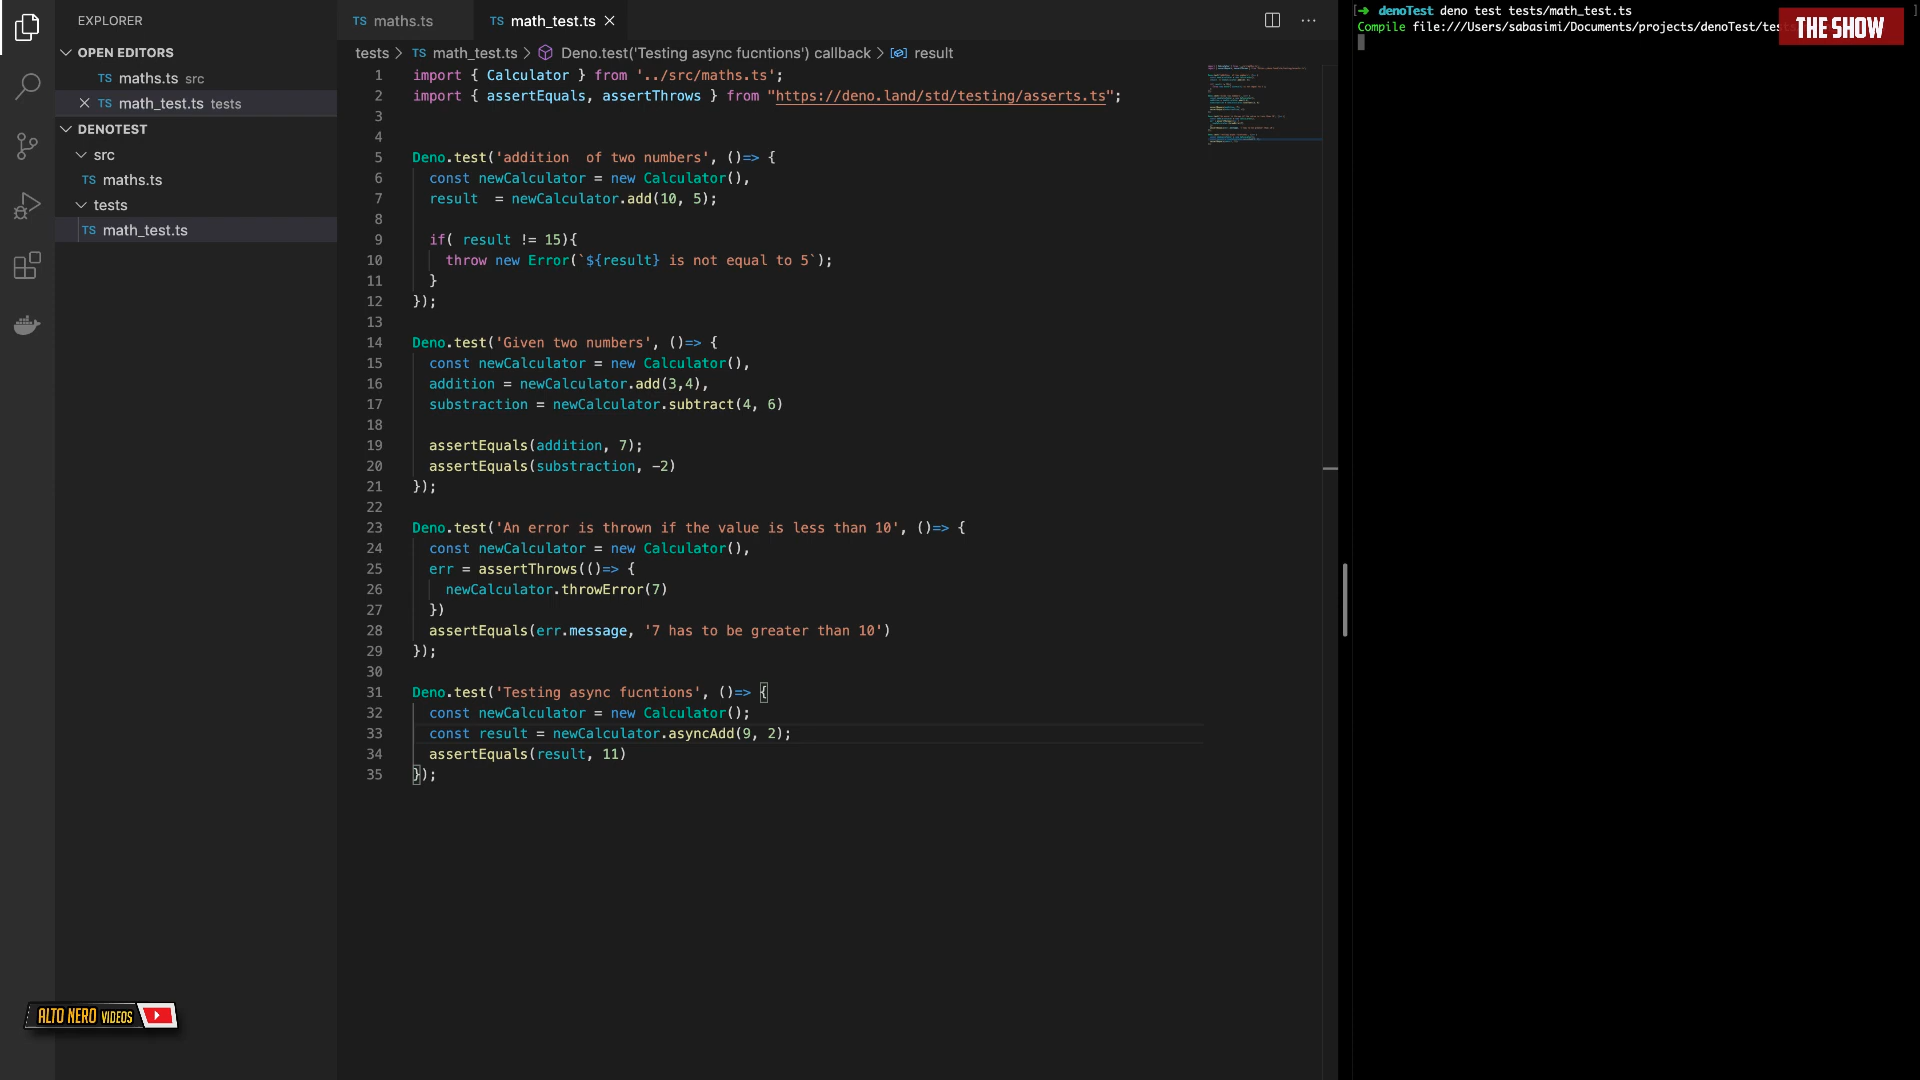 EXPLORER
OPEN EDITORS
TS maths.ts src
TS math_test.ts tests
DENOTEST
src
TS maths.ts
tests
TS math_test.ts
TS maths.ts
TS math_test.ts
tests > TS math_test.ts > Deno.test('Testing async fucntions') callback > result
1 import { Calculator } from '../src/maths.ts';
2 import { assertEquals, assertThrows } from "https://deno.land/std/testing/asserts.ts";
3
4
5 Deno.test('addition  of two numbers', ()=> {
6 const newCalculator = new Calculator(),
7 result  = newCalculator.add(10, 5);
8
9 if( result != 15){
10 throw new Error(`${result} is not equal to 5`);
11 }
12 });
13
14 Deno.test('Given two numbers', ()=> {
15 const newCalculator = new Calculator(),
16 addition = newCalculator.add(3,4),
17 substraction = newCalculator.subtract(4, 6)
18
19 assertEquals(addition, 7);
20 assertEquals(substraction, -2)
21 });
22
23 Deno.test('An error is thrown if the value is less than 10', ()=> {
24 const newCalculator = new Calculator(),
25 err = assertThrows(()=> {
26 newCalculator.throwError(7)
27 })
28 assertEquals(err.message, '7 has to be greater than 10')
29 });
30
31 Deno.test('Testing async fucntions', ()=> {
32 const newCalculator = new Calculator();
33 const result = newCalculator.asyncAdd(9, 2);
34 assertEquals(result, 11)
35 });
[➜ denoTest deno test tests/math_test.ts ]
Compile file:///Users/sabasimi/Documents/projects/denoTest/tes
THE SHOW
ALTO NERO VIDEOS